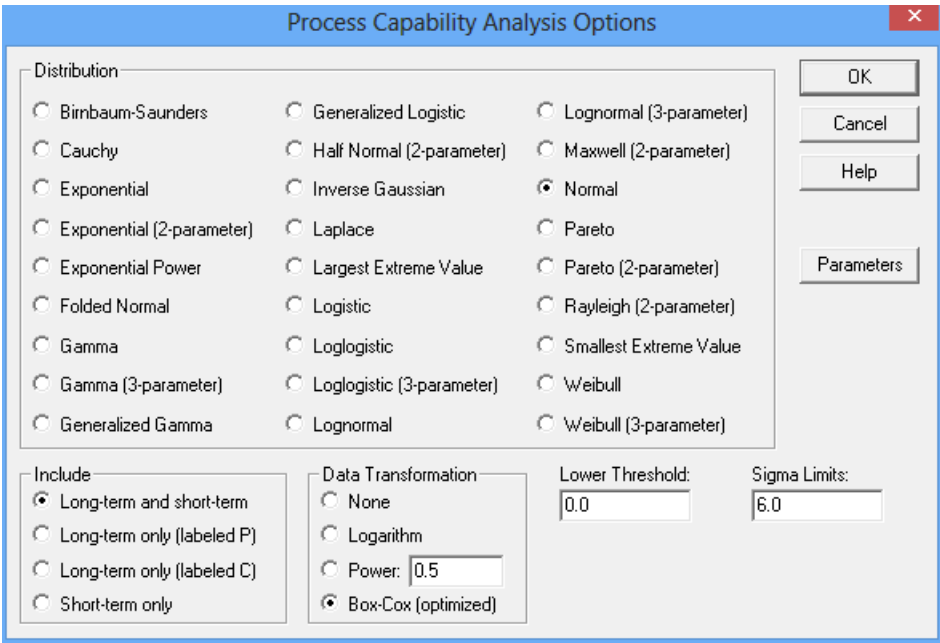 Process Capability Analysis Options
Distribution
Birnbaum-Saunders
Cauchy
Exponential
Exponential (2-parameter)
Exponential Power
Folded Normal
Gamma
Gamma (3-parameter)
Generalized Gamma
Generalized Logistic
Half Normal (2-parameter)
Inverse Gaussian
Laplace
Largest Extreme Value
Logistic
Loglogistic
Loglogistic (3-parameter)
Lognormal
Lognormal (3-parameter)
Maxwell (2-parameter)
Normal
Pareto
Pareto (2-parameter)
Rayleigh (2-parameter)
Smallest Extreme Value
Weibull
Weibull (3-parameter)
OK
Cancel
Help
Parameters
Include
Long-term and short-term
Long-term only (labeled P)
Long-term only (labeled C)
Short-term only
Data Transformation
None
Logarithm
Power: 0.5
Box-Cox (optimized)
Lower Threshold:
0.0
Sigma Limits:
6.0